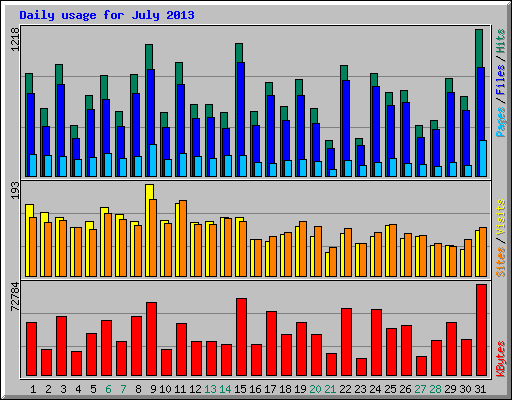 Daily usage for July 2013
1218
Pages / Files / Hits
193
Sites / Visits
72784
KBytes
1 2 3 4 5 6 7 8 9 10 11 12 13 14 15 16 17 18 19 20 21 22 23 24 25 26 27 28 29 30 31